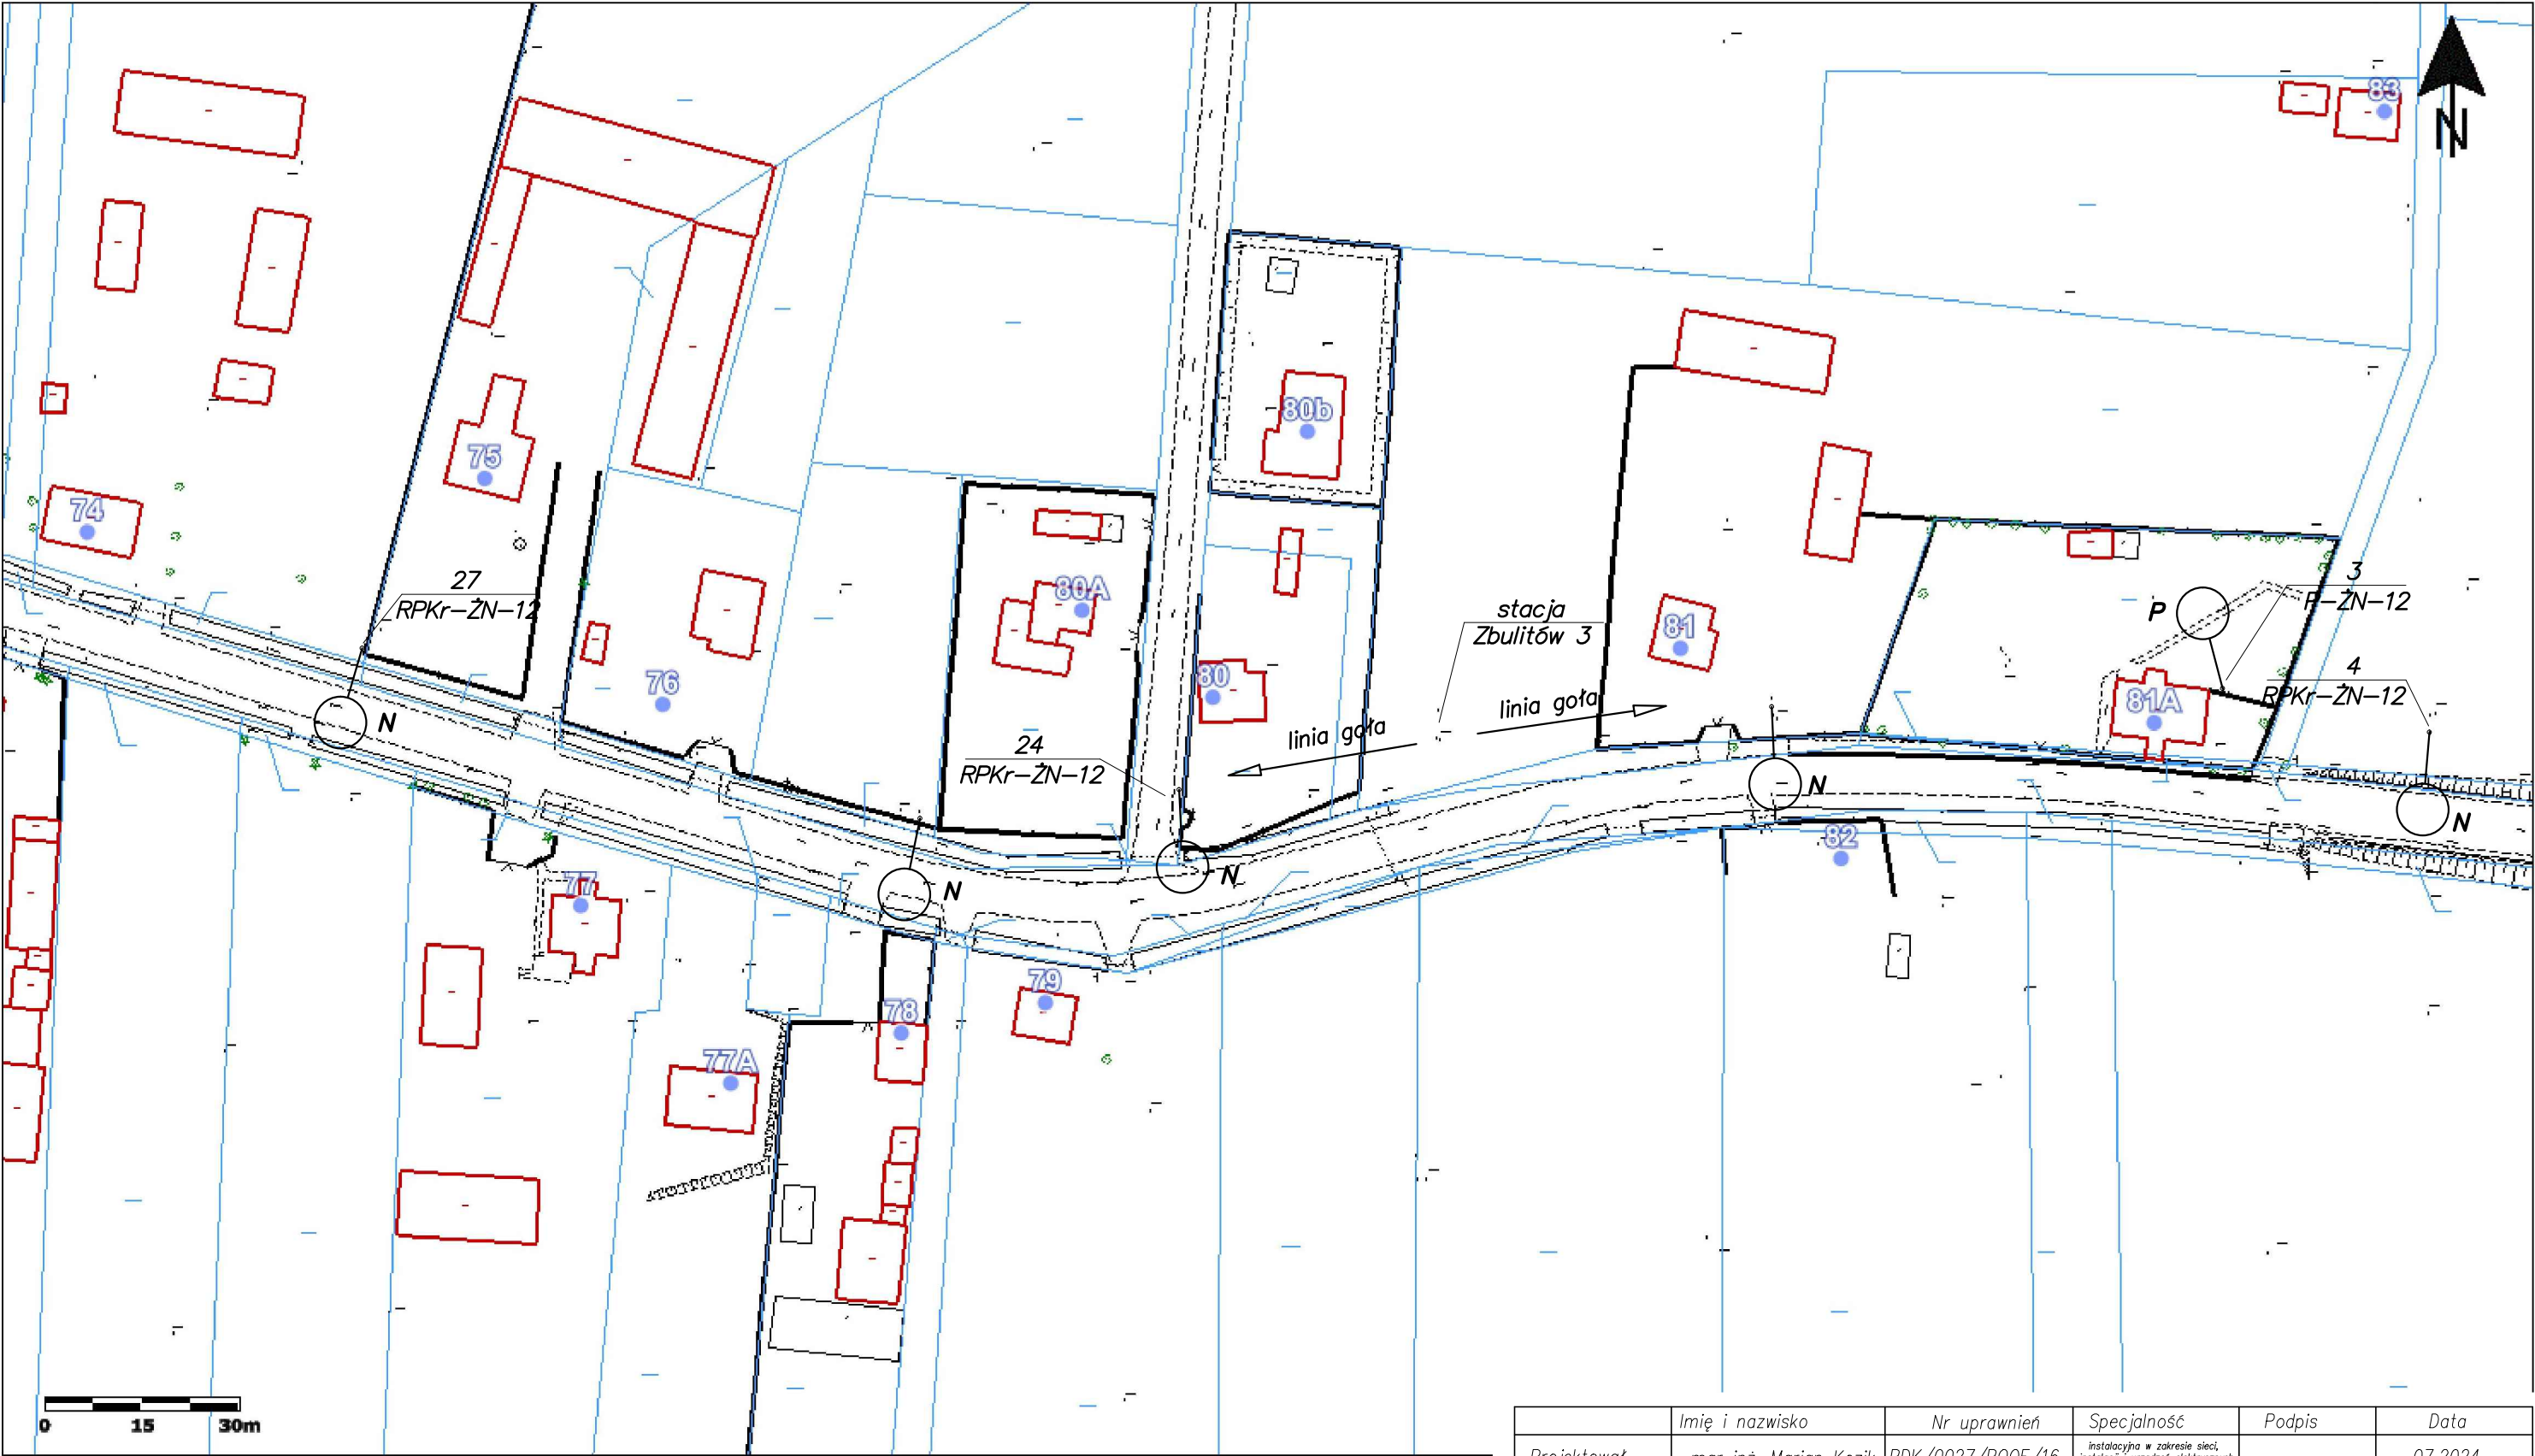 83
N
80b
75
74
27
RPKr-ŻN-12
80A
3
P-ŻN-12
P
stacja
Zbulitów 3
81
76
80
4
RPKr-ŻN-12
81A
linia goła
linia goła
N
24
RPKr-ŻN-12
N
N
82
N
N
77
79
78
77A
0 15 30m
Imię i nazwisko Nr uprawnień Specjalność Podpis Data
instalacyjna w zakresie sieci,